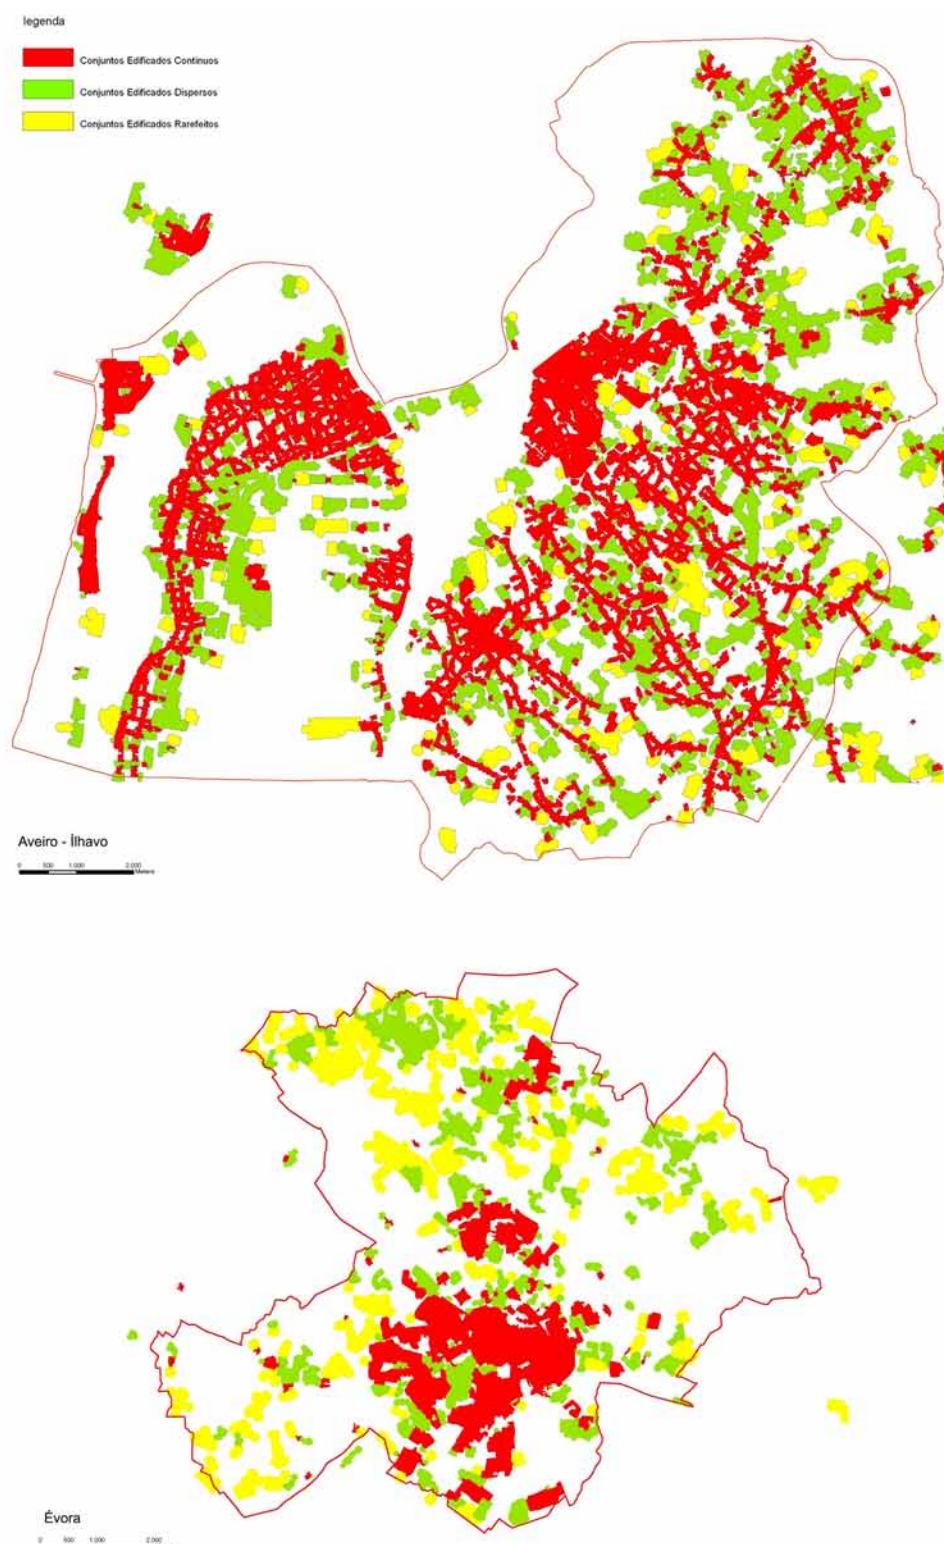 legenda
Conjuntos Edificados Contínuos
Conjuntos Edificados Dispersos
Conjuntos Edificados Rarefeitos
Aveiro - Ílhavo
0 500 1.000 2.000
Meters
Évora
0 500 1.000 2.000